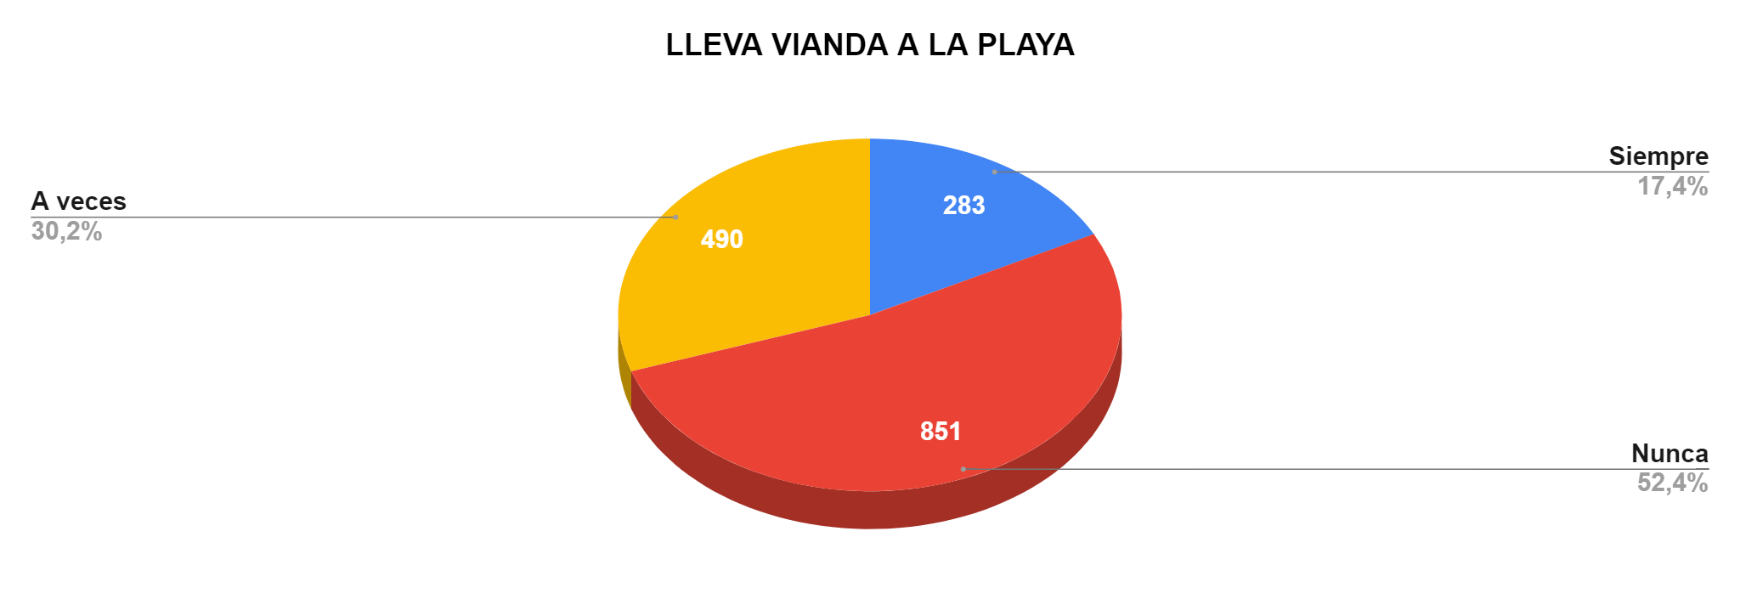 LLEVA VIANDA A LA PLAYA
Siempre
17,4%
A veces
30,2%
283
490
851
Nunca
52,4%